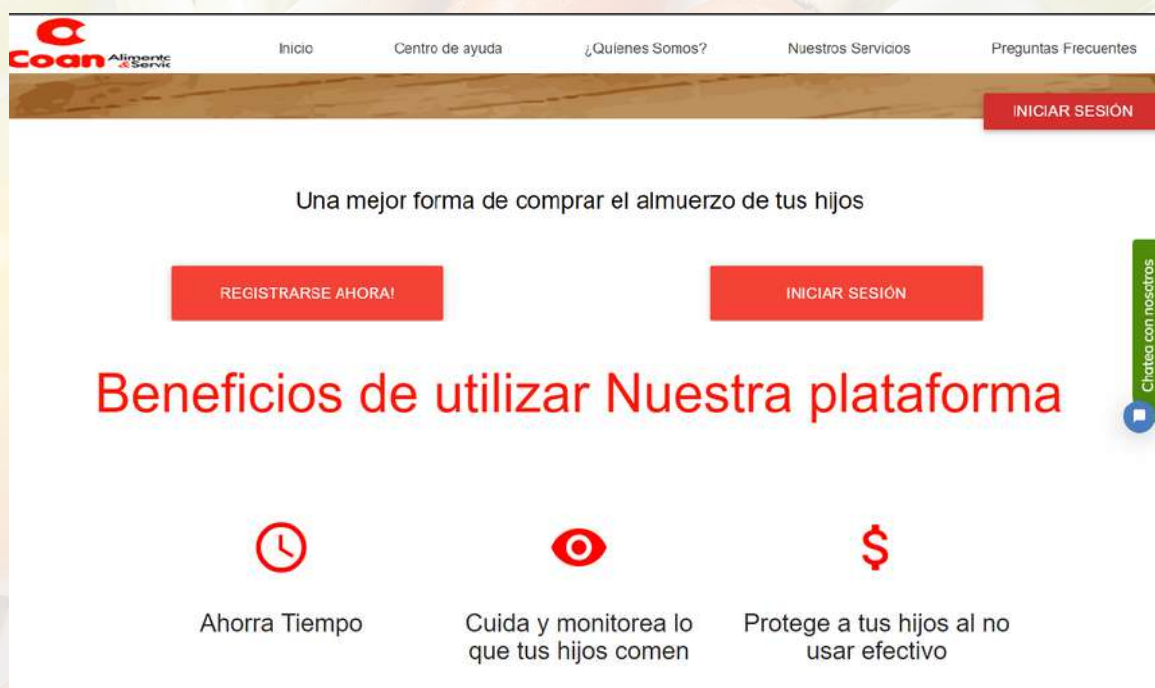 Coan Alimento
&Servic
Inicio
Centro de ayuda
¿Quienes Somos?
Nuestros Servicios
Preguntas Frecuentes
INICIAR SESIÓN
Una mejor forma de comprar el almuerzo de tus hijos
REGISTRARSE AHORA!
INICIAR SESIÓN
Chatea con nosotros
Beneficios de utilizar Nuestra plataforma
Ahorra Tiempo
Cuida y monitorea lo
que tus hijos comen
Protege a tus hijos al no
usar efectivo